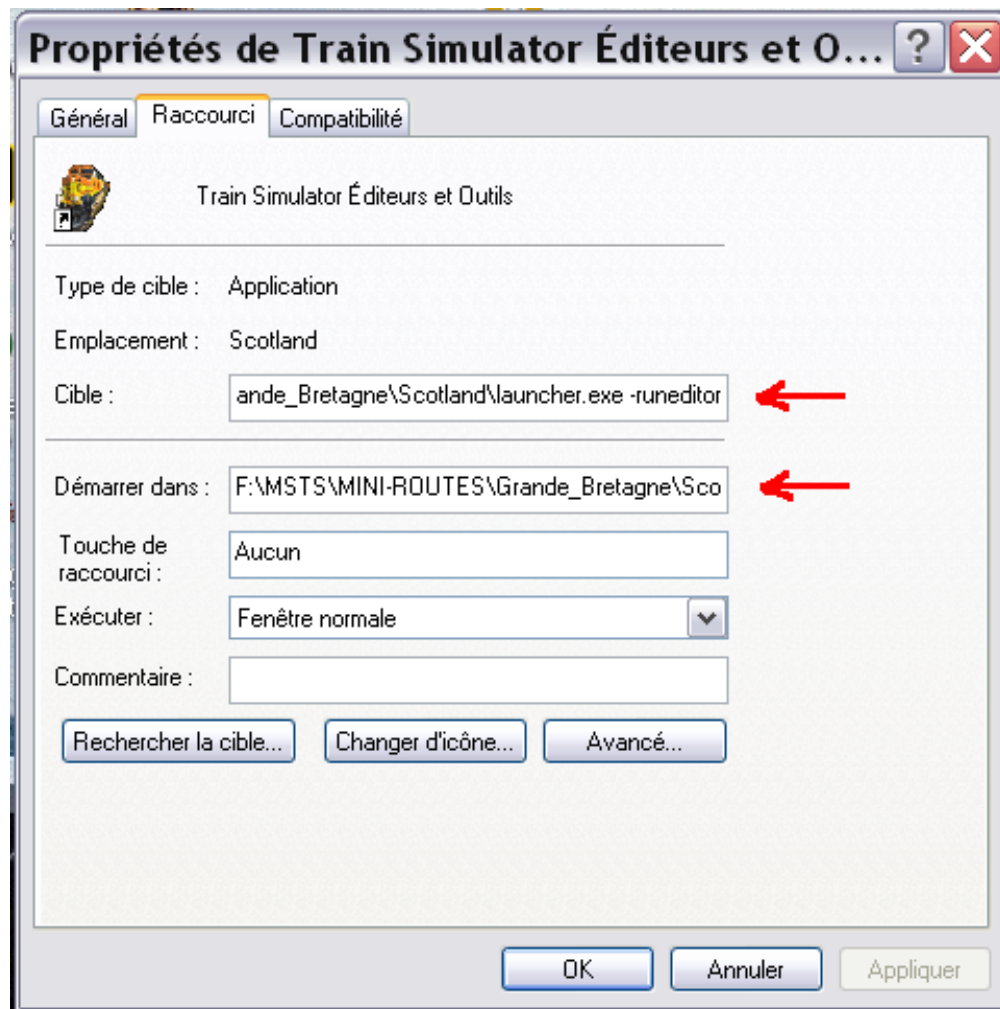 Propriétés de Train Simulator Éditeurs et O... ?
Général Raccourci Compatibilité
Train Simulator Éditeurs et Outils
Type de cible : Application
Emplacement : Scotland
Cible : ande_Bretagne\Scotland\launcher.exe -runeditor
Démarrer dans : F:\MSTS\MINI-ROUTES\Grande_Bretagne\Sco
Touche de
raccourci : Aucun
Exécuter : Fenêtre normale
Commentaire :
Rechercher la cible... Changer d'icône... Avancé...
OK Annuler Appliquer